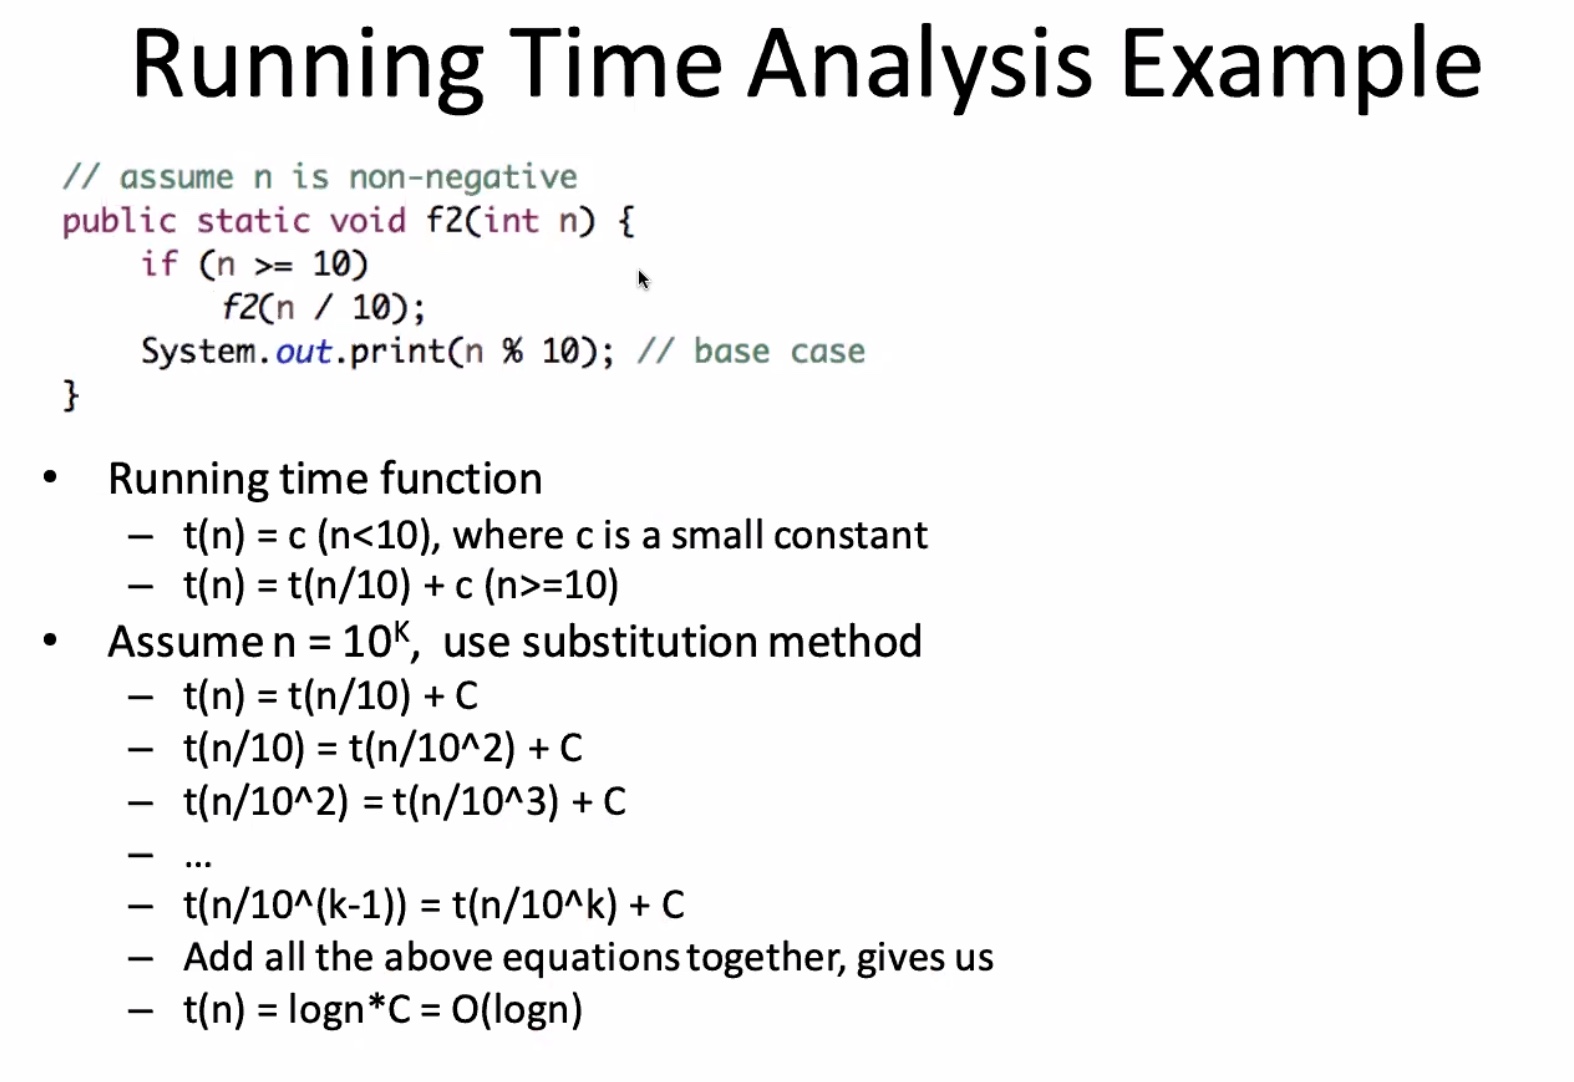 Running Time Analysis Example
// assume n is non-negative
public static void f2(int n) {
if (n >= 10)
f2(n / 10);
System.out.print(n % 10); // base case
}
• Running time function
– t(n) = c (n<10), where c is a small constant
– t(n) = t(n/10) + c (n>=10)
• Assume n = 10ᴷ, use substitution method
– t(n) = t(n/10) + C
– t(n/10) = t(n/10^2) + C
– t(n/10^2) = t(n/10^3) + C
– ...
– t(n/10^(k-1)) = t(n/10^k) + C
– Add all the above equations together, gives us
– t(n) = logn*C = O(logn)